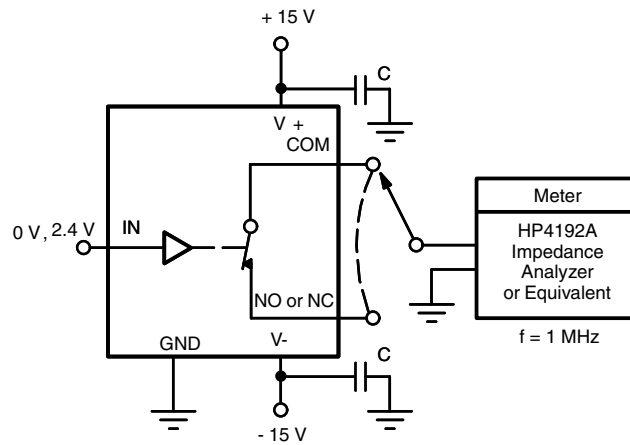 + 15 V
C
V +
COM
Meter
0 V, 2.4 V
IN
HP4192A
Impedance
Analyzer
or Equivalent
NO or NC
GND
V-
f = 1 MHz
C
- 15 V